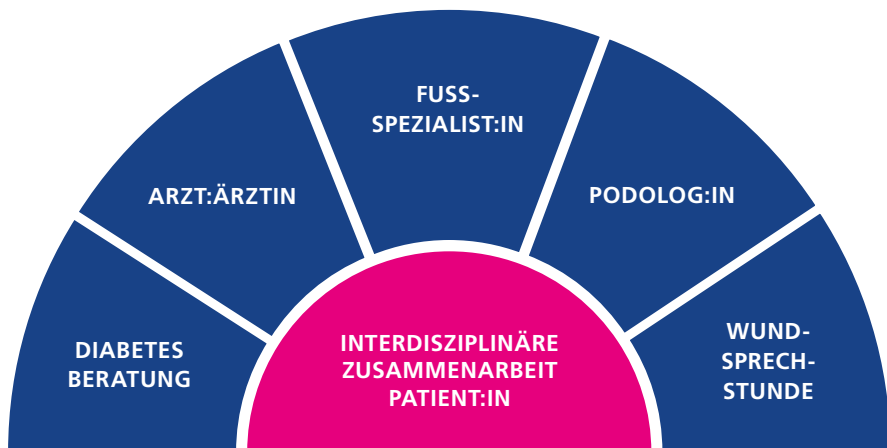 FUSS-
SPEZIALIST:IN
ARZT:ÄRZTIN
PODOLOG:IN
DIABETES
BERATUNG
INTERDISZIPLINÄRE
ZUSAMMENARBEIT
PATIENT:IN
WUND-
SPRECH-
STUNDE